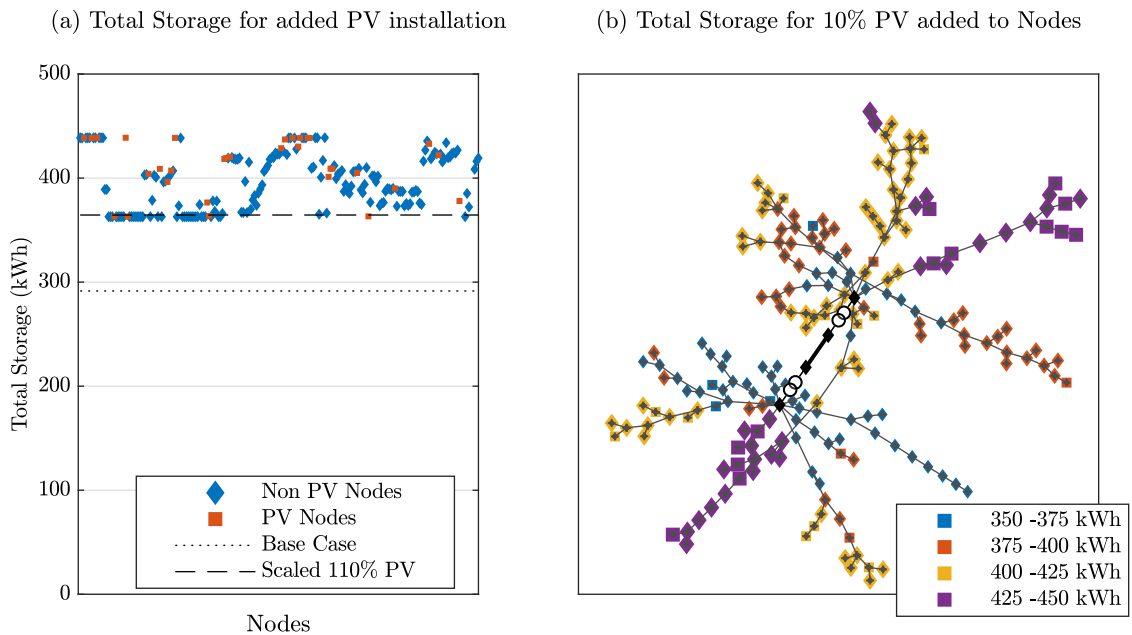 (a) Total Storage for added PV installation
(b) Total Storage for 10% PV added to Nodes
500
400
300
200
100
0
Total Storage (kWh)
Nodes
Non PV Nodes
PV Nodes
Base Case
Scaled 110% PV
350 -375 kWh
375 -400 kWh
400 -425 kWh
425 -450 kWh